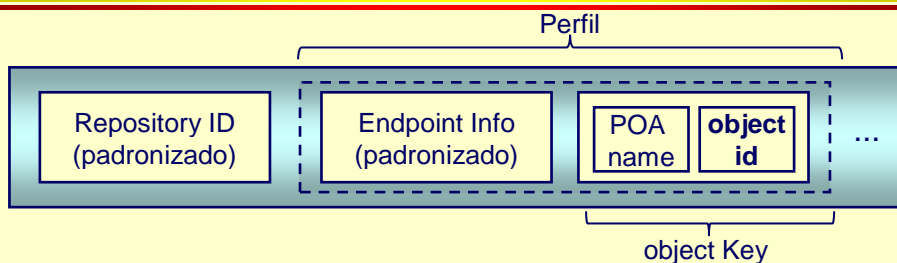 Perfil
Repository ID
(padronizado)
Endpoint Info
(padronizado)
POA
name
object
id
...
object Key